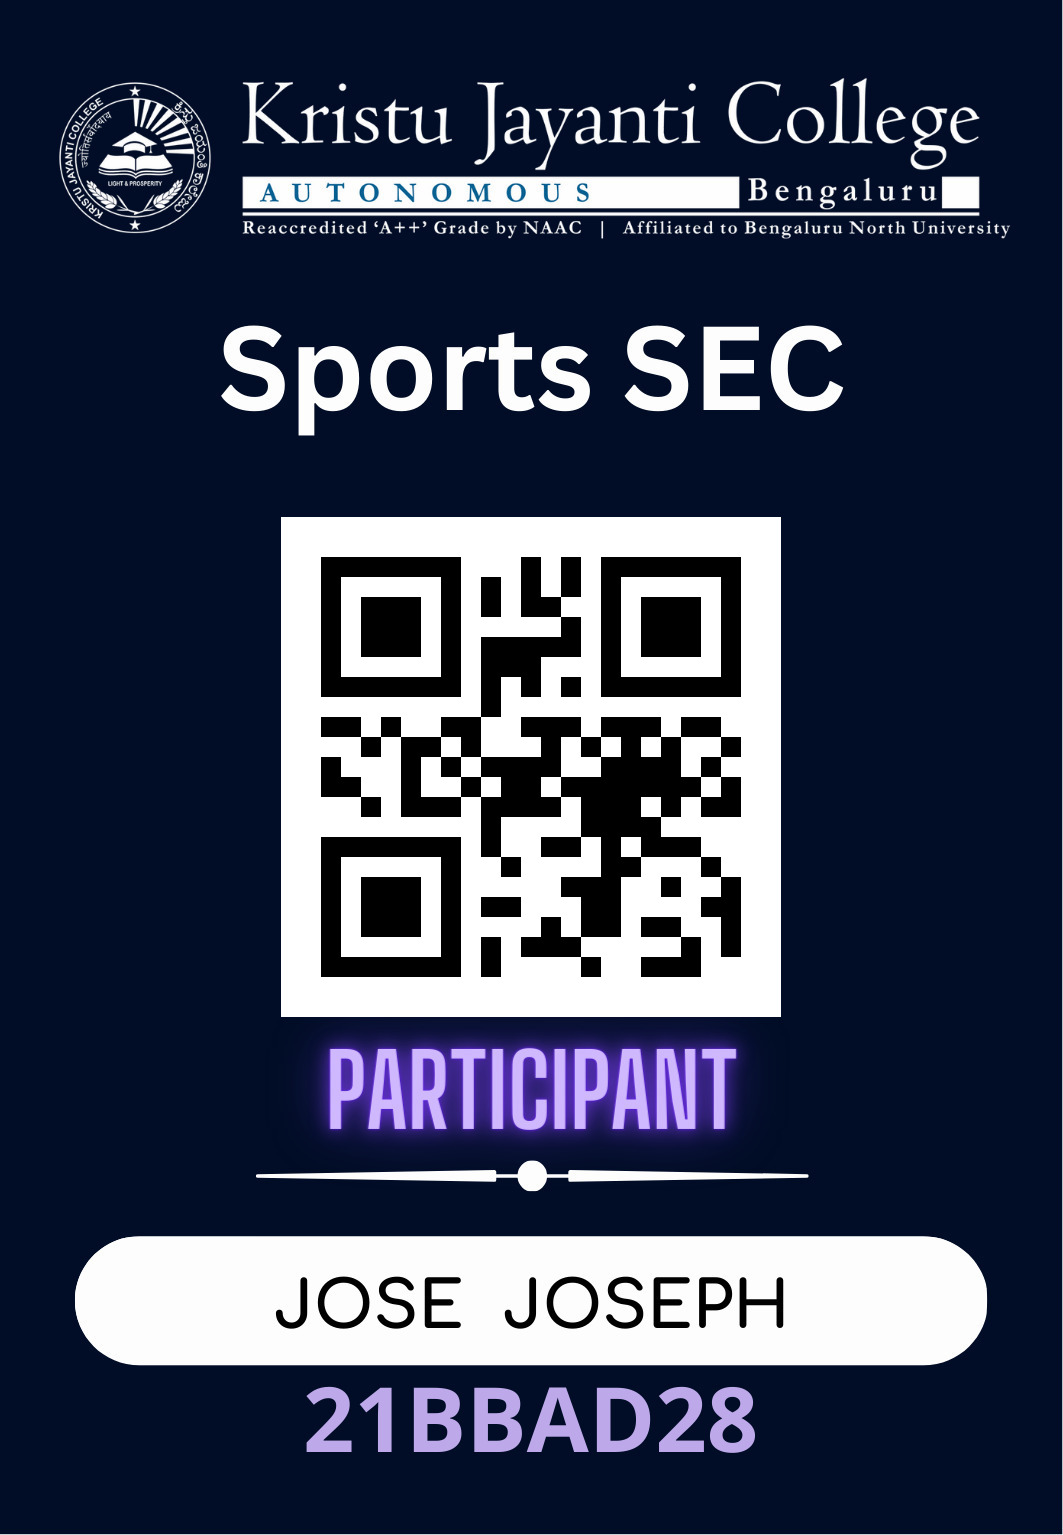 Kristu Jayanti College
AUTONOMOUS Bengaluru
Reaccredited ‘A++’ Grade by NAAC | Affiliated to Bengaluru North University
KRISTU JAYANTI COLLEGE
ಕ್ರಿಸ್ತು ಜಯಂತಿ ಕಾಲೇಜು
LIGHT & PROSPERITY
Sports SEC
PARTICIPANT
JOSE JOSEPH
21BBAD28